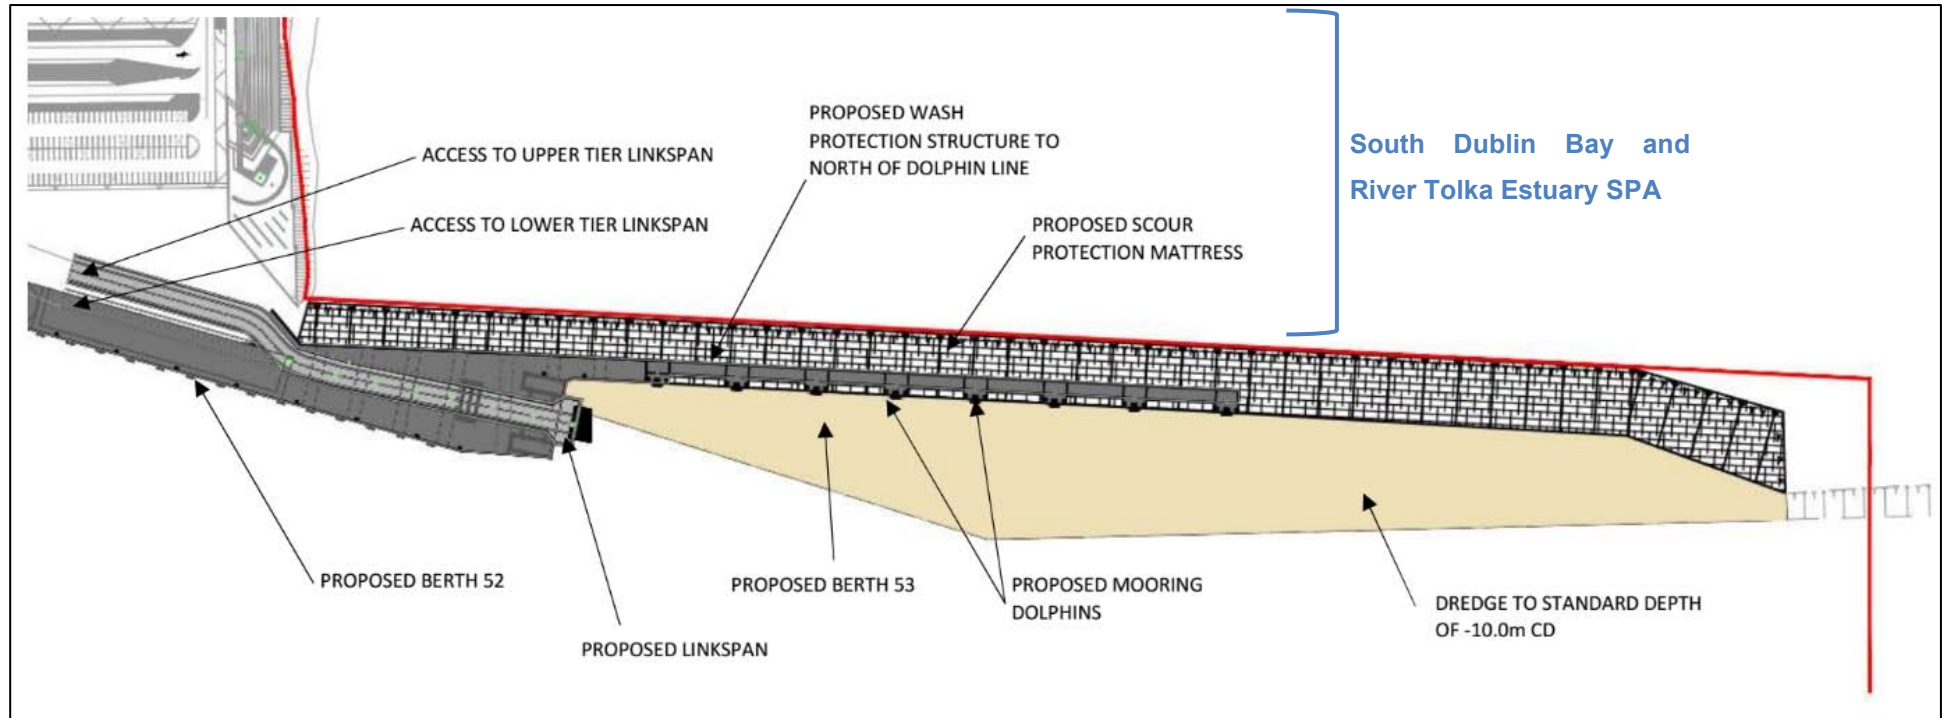 PROPOSED WASH
PROTECTION STRUCTURE TO
NORTH OF DOLPHIN LINE
ACCESS TO UPPER TIER LINKSPAN
ACCESS TO LOWER TIER LINKSPAN
PROPOSED SCOUR
PROTECTION MATTRESS
South Dublin Bay and
River Tolka Estuary SPA
PROPOSED BERTH 52
PROPOSED LINKSPAN
PROPOSED BERTH 53
PROPOSED MOORING
DOLPHINS
DREDGE TO STANDARD DEPTH
OF -10.0m CD